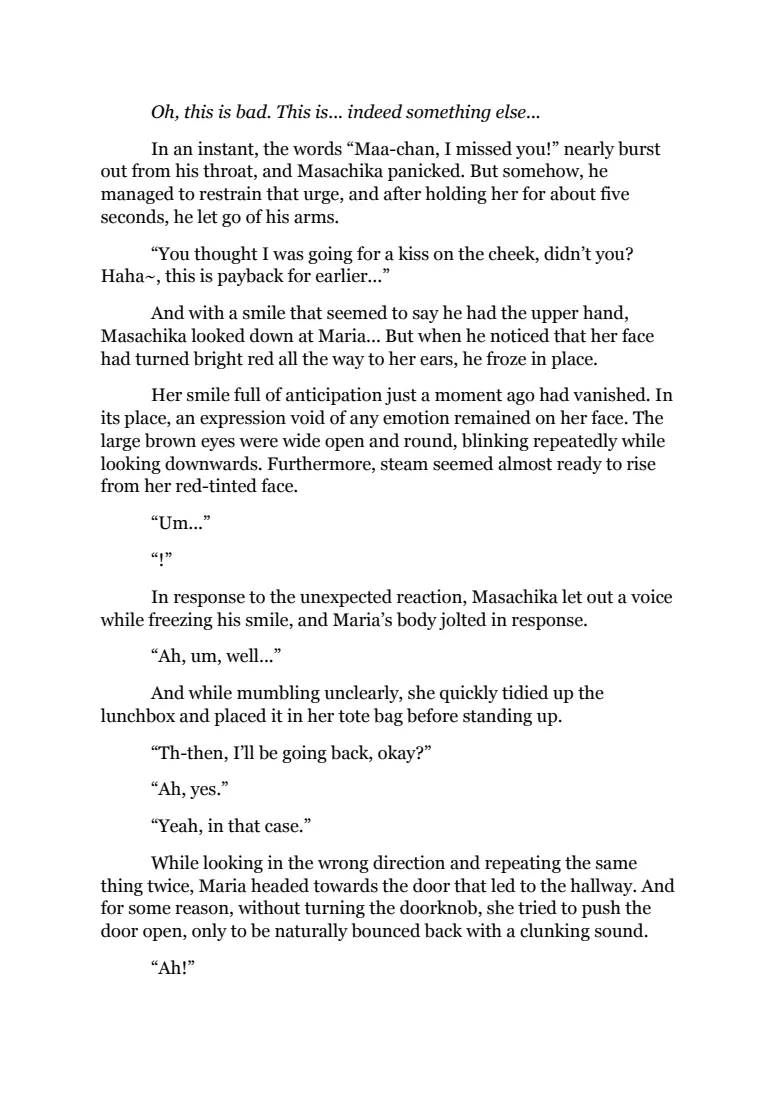 Oh, this is bad. This is... indeed something else...
In an instant, the words “Maa-chan, I missed you!” nearly burst
out from his throat, and Masachika panicked. But somehow, he
managed to restrain that urge, and after holding her for about five
seconds, he let go of his arms.
“You thought I was going for a kiss on the cheek, didn’t you?
Haha~, this is payback for earlier...”
And with a smile that seemed to say he had the upper hand,
Masachika looked down at Maria... But when he noticed that her face
had turned bright red all the way to her ears, he froze in place.
Her smile full of anticipation just a moment ago had vanished. In
its place, an expression void of any emotion remained on her face. The
large brown eyes were wide open and round, blinking repeatedly while
looking downwards. Furthermore, steam seemed almost ready to rise
from her red-tinted face.
“Um...”
“!”
In response to the unexpected reaction, Masachika let out a voice
while freezing his smile, and Maria’s body jolted in response.
“Ah, um, well...”
And while mumbling unclearly, she quickly tidied up the
lunchbox and placed it in her tote bag before standing up.
“Th-then, I’ll be going back, okay?”
“Ah, yes.”
“Yeah, in that case.”
While looking in the wrong direction and repeating the same
thing twice, Maria headed towards the door that led to the hallway. And
for some reason, without turning the doorknob, she tried to push the
door open, only to be naturally bounced back with a clunking sound.
“Ah!”